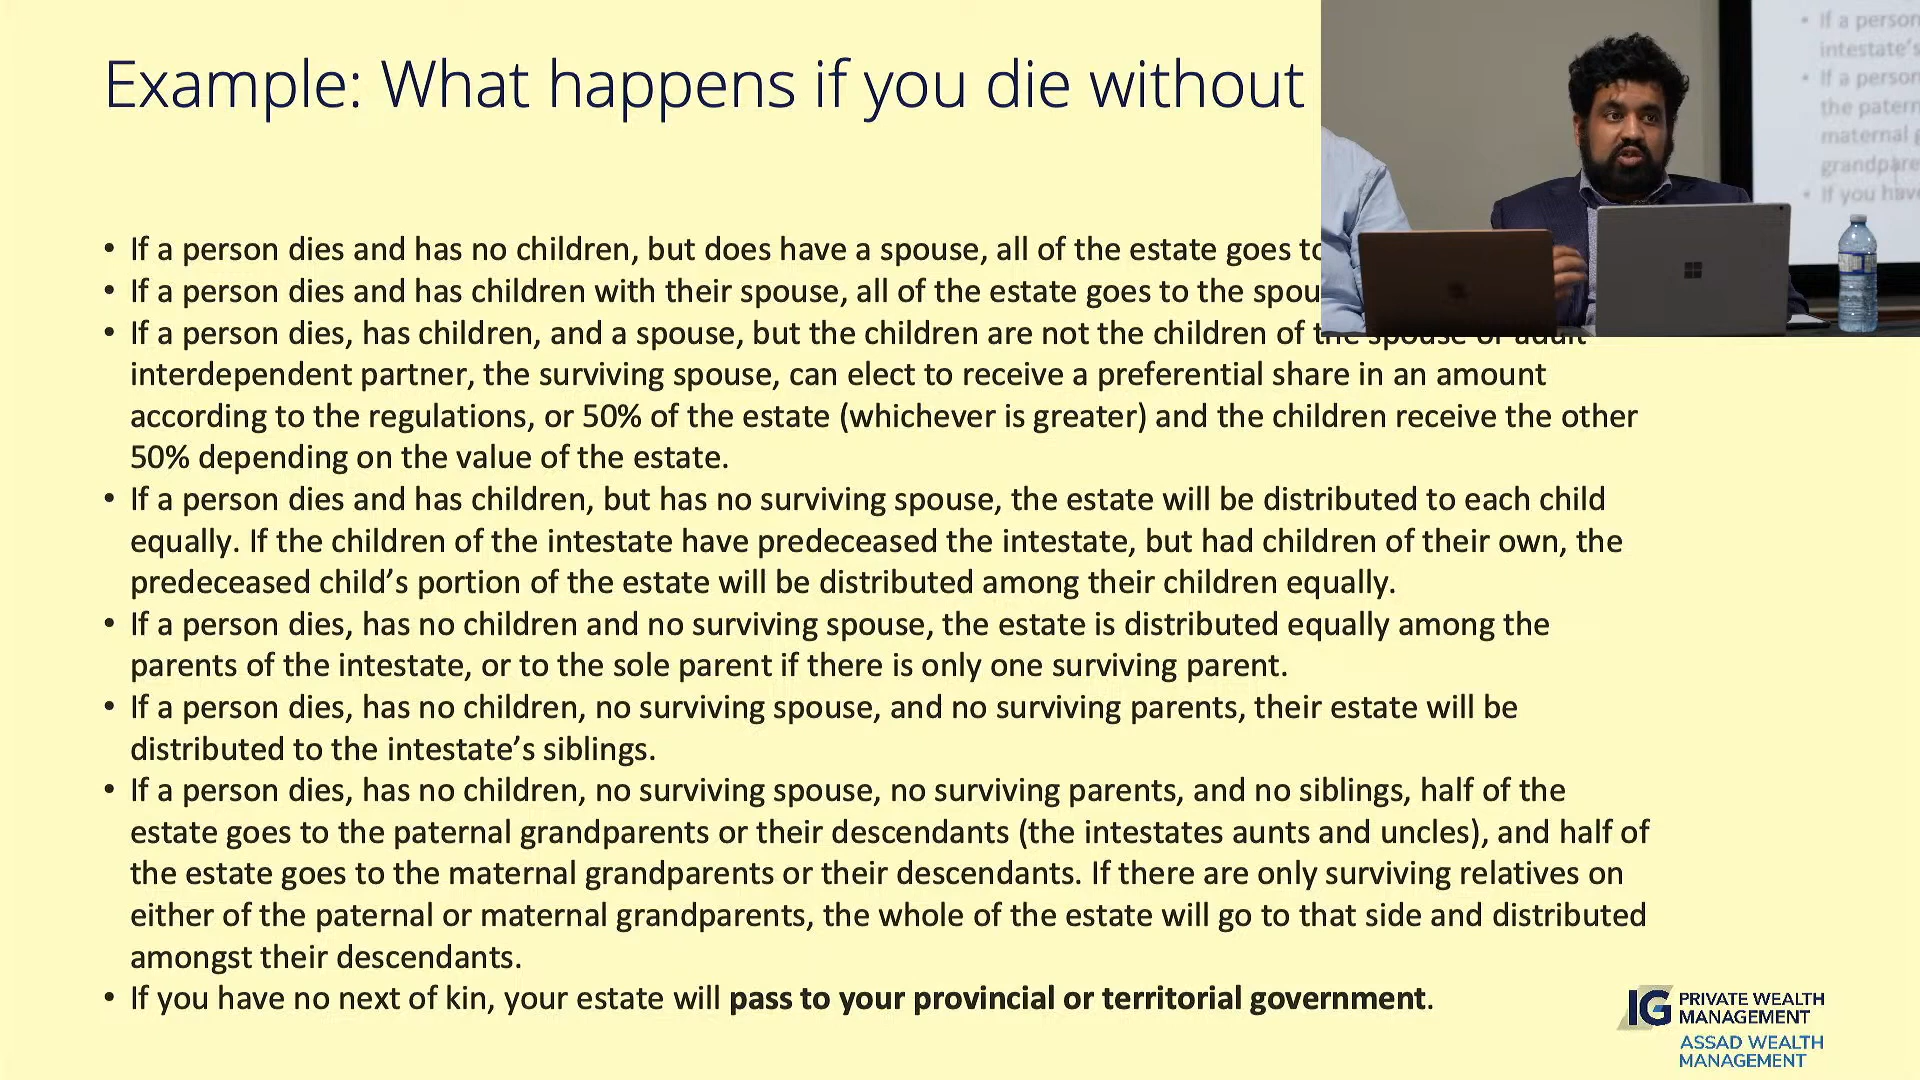 Example: What happens if you die without
• If a person dies and has no children, but does have a spouse, all of the estate goes to
• If a person dies and has children with their spouse, all of the estate goes to the
• If a person dies, has children, and a spouse, but the children are not the children of the spouse or adult
interdependent partner, the surviving spouse, can elect to receive a preferential share in an amount
according to the regulations, or 50% of the estate (whichever is greater) and the children receive the other
50% depending on the value of the estate.
• If a person dies and has children, but has no surviving spouse, the estate will be distributed to each child
equally. If the children of the intestate have predeceased the intestate, but had children of their own, the
predeceased child’s portion of the estate will be distributed among their children equally.
• If a person dies, has no children and no surviving spouse, the estate is distributed equally among the
parents of the intestate, or to the sole parent if there is only one surviving parent.
• If a person dies, has no children, no surviving spouse, and no surviving parents, their estate will be
distributed to the intestate’s siblings.
• If a person dies, has no children, no surviving spouse, no surviving parents, and no siblings, half of the
estate goes to the paternal grandparents or their descendants (the intestates aunts and uncles), and half of
the estate goes to the maternal grandparents or their descendants. If there are only surviving relatives on
either of the paternal or maternal grandparents, the whole of the estate will go to that side and distributed
amongst their descendants.
• If you have no next of kin, your estate will pass to your provincial or territorial government.
• If a person
intestate’s
• If a person
the
maternal
• If you
IG PRIVATE WEALTH
MANAGEMENT
ASSAD WEALTH
MANAGEMENT